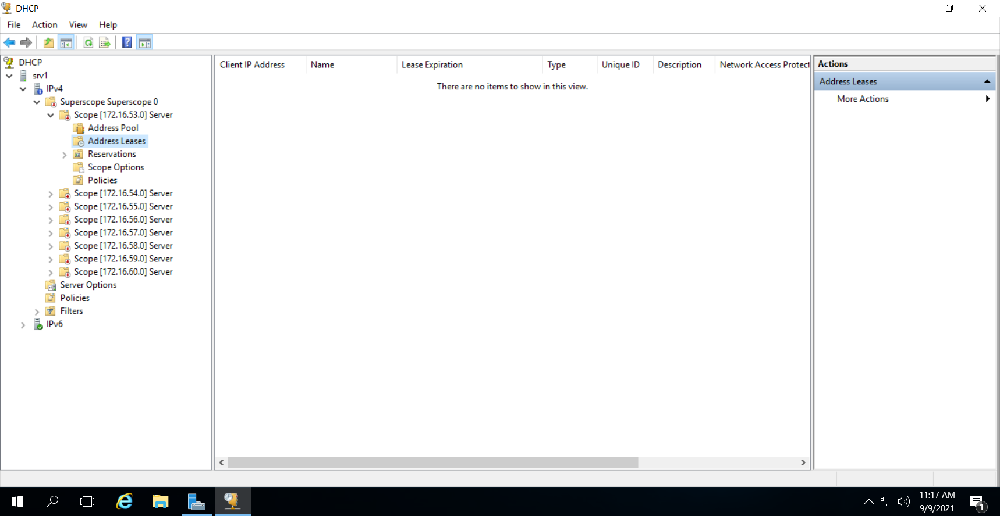 DHCP
File Action View Help
DHCP
srv1
IPv4
Superscope Superscope 0
Scope [172.16.53.0] Server
Address Pool
Address Leases
Reservations
Scope Options
Policies
Scope [172.16.54.0] Server
Scope [172.16.55.0] Server
Scope [172.16.56.0] Server
Scope [172.16.57.0] Server
Scope [172.16.58.0] Server
Scope [172.16.59.0] Server
Scope [172.16.60.0] Server
Server Options
Policies
Filters
IPv6
Client IP Address Name Lease Expiration Type Unique ID Description Network Access Protect
There are no items to show in this view.
Actions
Address Leases
More Actions
11:17 AM
9/9/2021
1